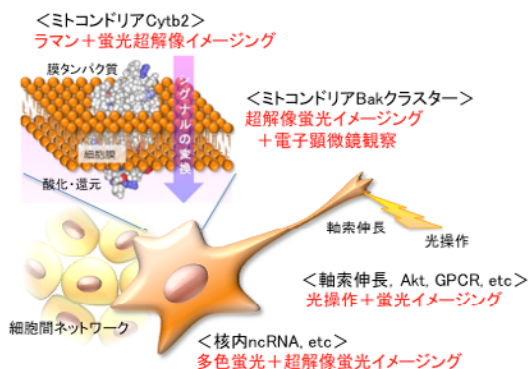 ＜ミトコンドリアCytb2＞
ラマン＋蛍光超解像イメージング
膜タンパク質
シグナルの変換
細胞膜
酸化・還元
＜ミトコンドリアBakクラスター＞
超解像蛍光イメージング
＋電子顕微鏡観察
軸索伸長
光操作
＜軸索伸長, Akt, GPCR, etc＞
光操作＋蛍光イメージング
細胞間ネットワーク
＜核内ncRNA, etc＞
多色蛍光＋超解像蛍光イメージング